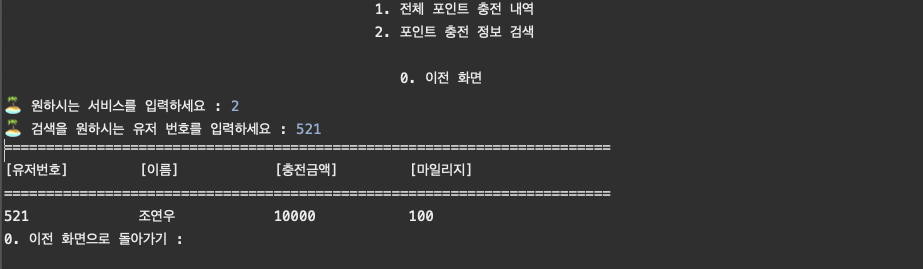 1. 전체 포인트 충전 내역
2. 포인트 충전 정보 검색
0. 이전 화면
🏝️ 원하시는 서비스를 입력하세요 : 2
🏝️ 검색을 원하시는 유저 번호를 입력하세요 : 521
=========================================================================
[유저번호] [이름] [충전금액] [마일리지]
=========================================================================
521 조연우 10000 100
0. 이전 화면으로 돌아가기 :